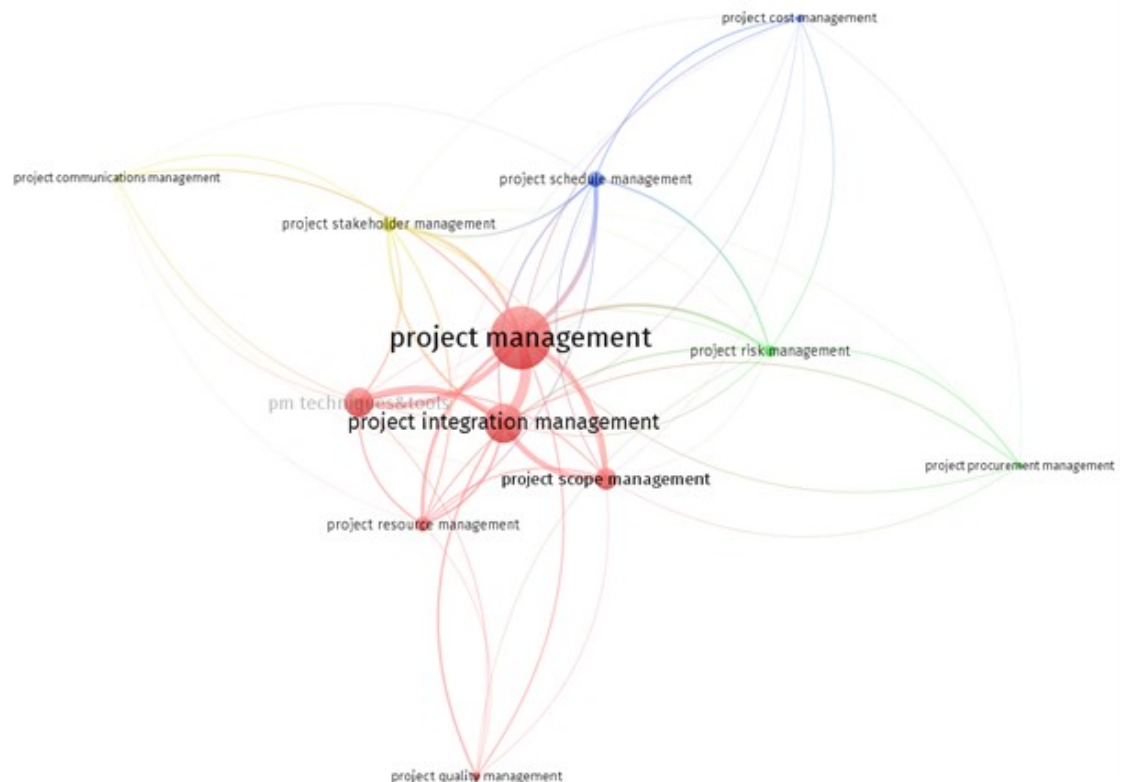 project cost management
project communications management
project schedule management
project stakeholder management
project management
project risk management
pm techniques&tools
project integration management
project procurement management
project scope management
project resource management
project quality management